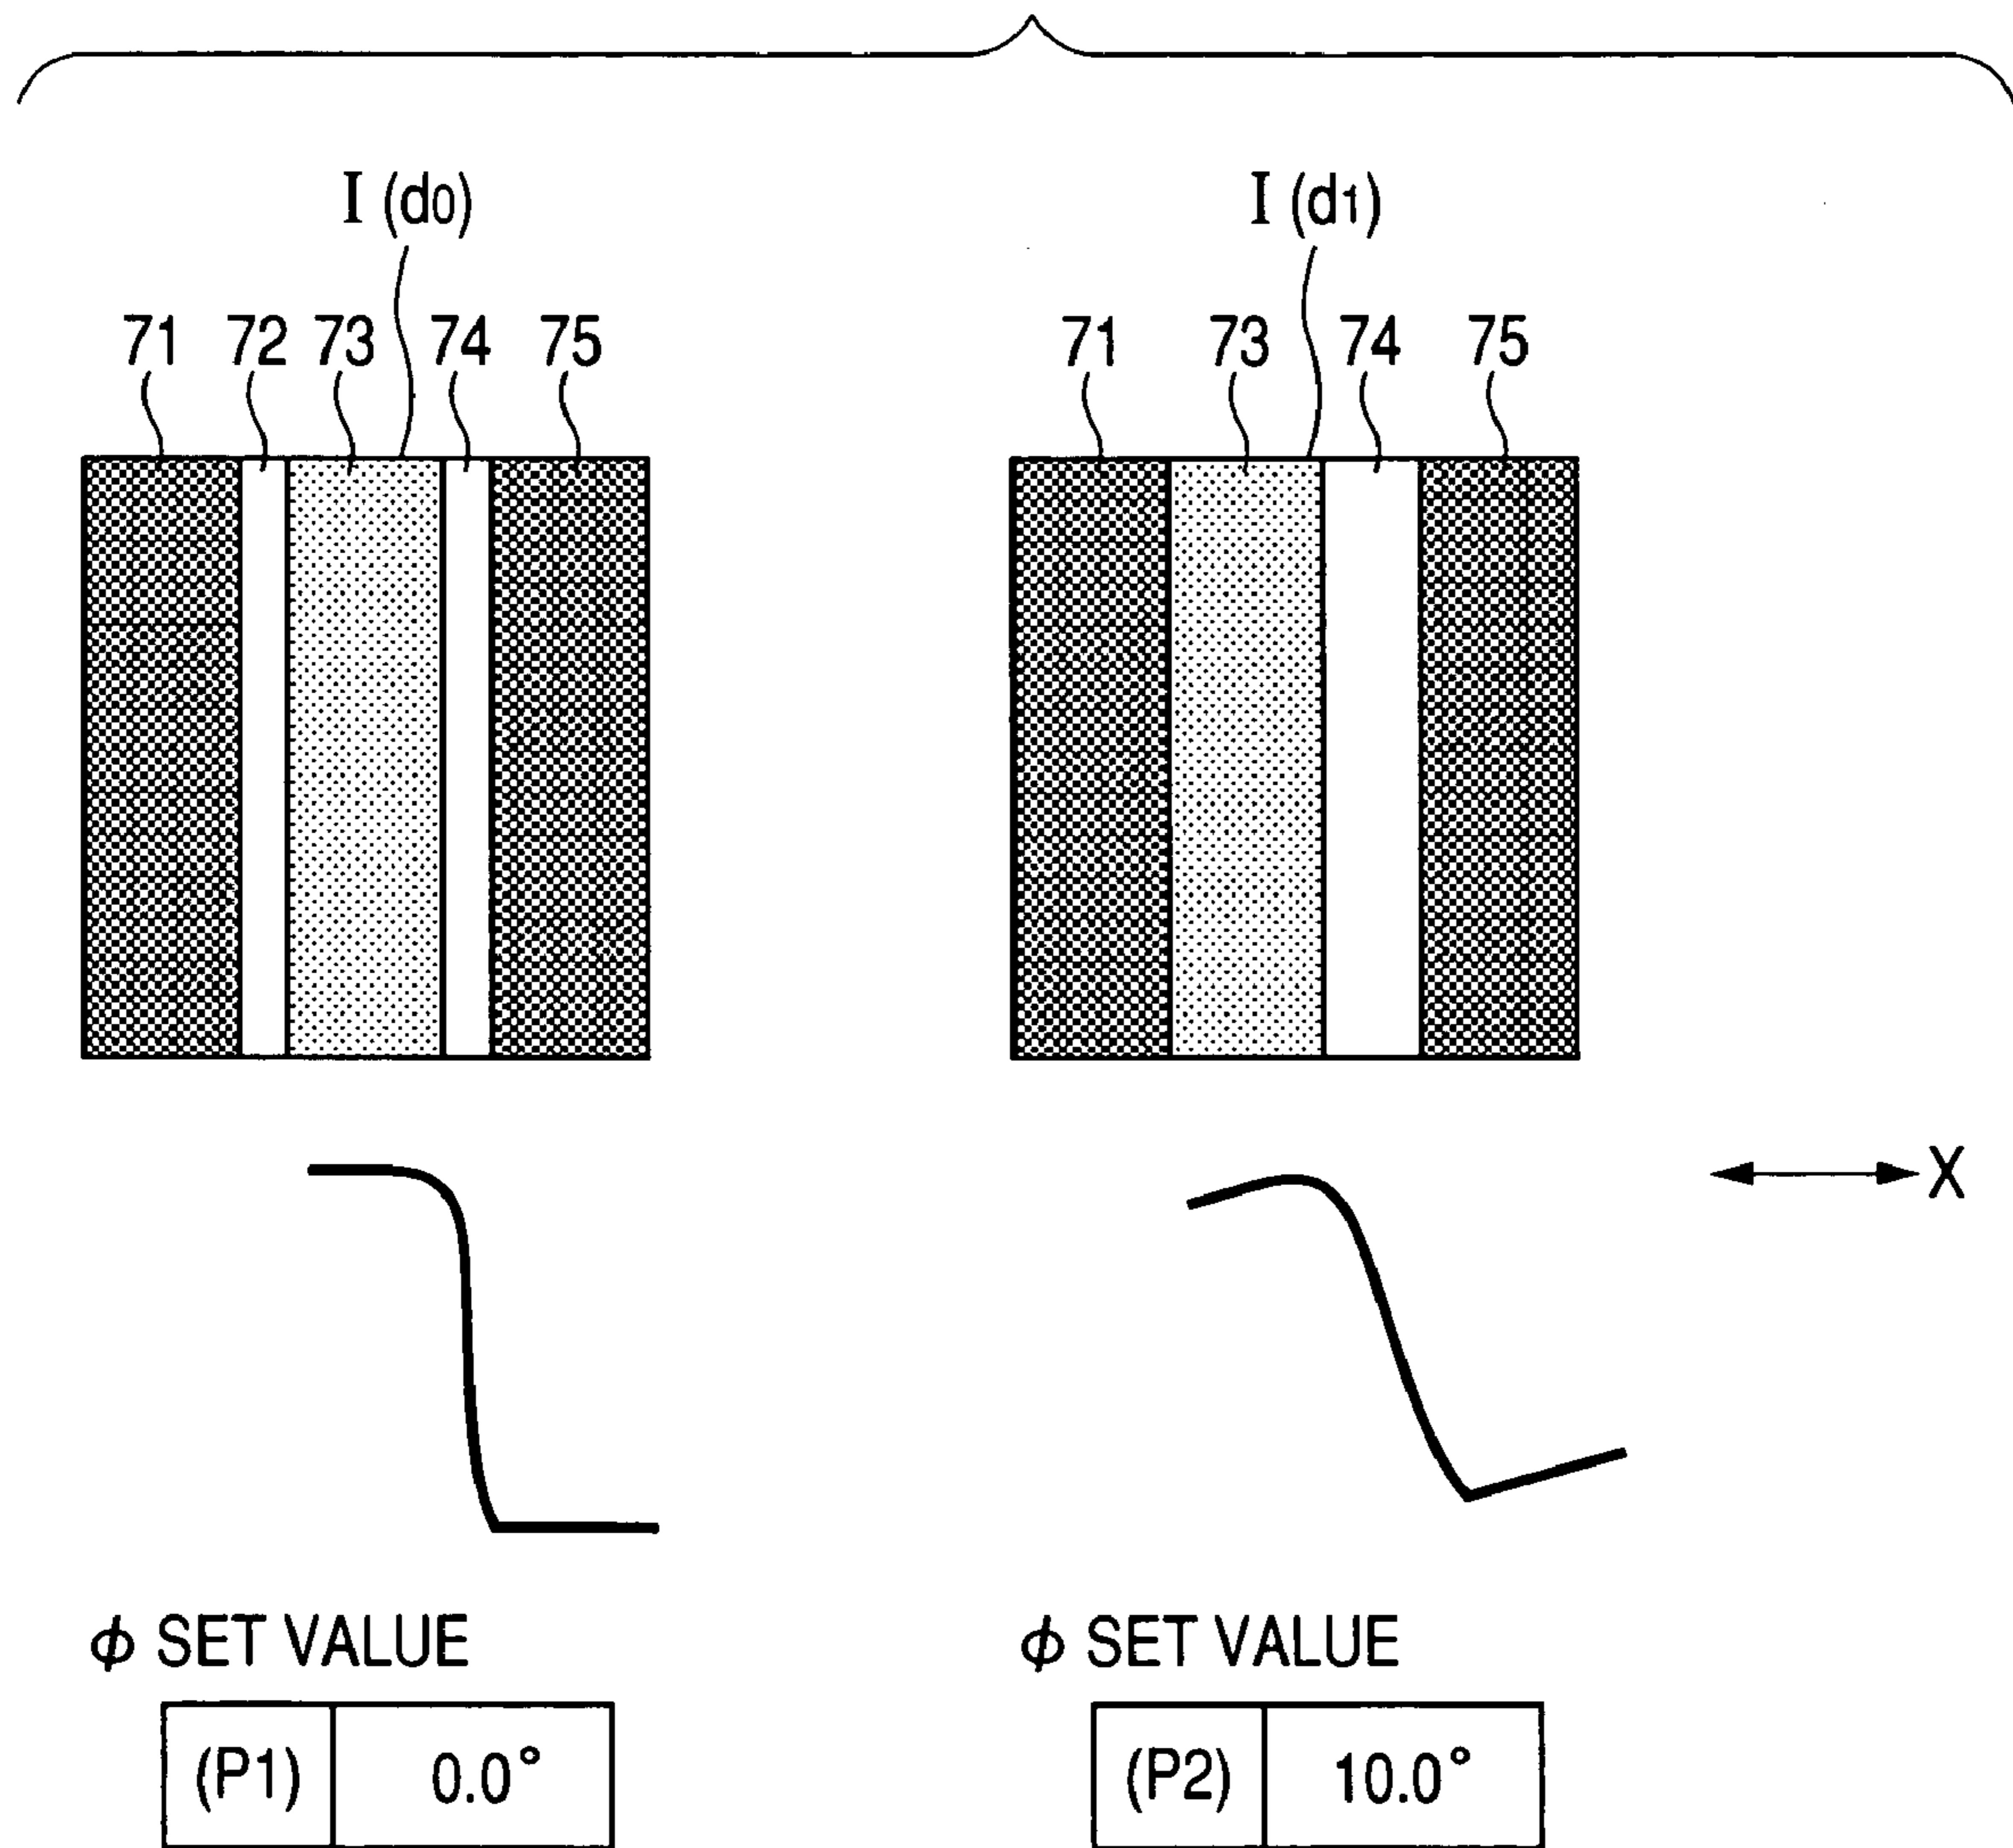 I (d0) I (d1)
71 72 73 74 75 71 73 74 75
X
ϕ SET VALUE ϕ SET VALUE
(P1) 0.0° (P2) 10.0°